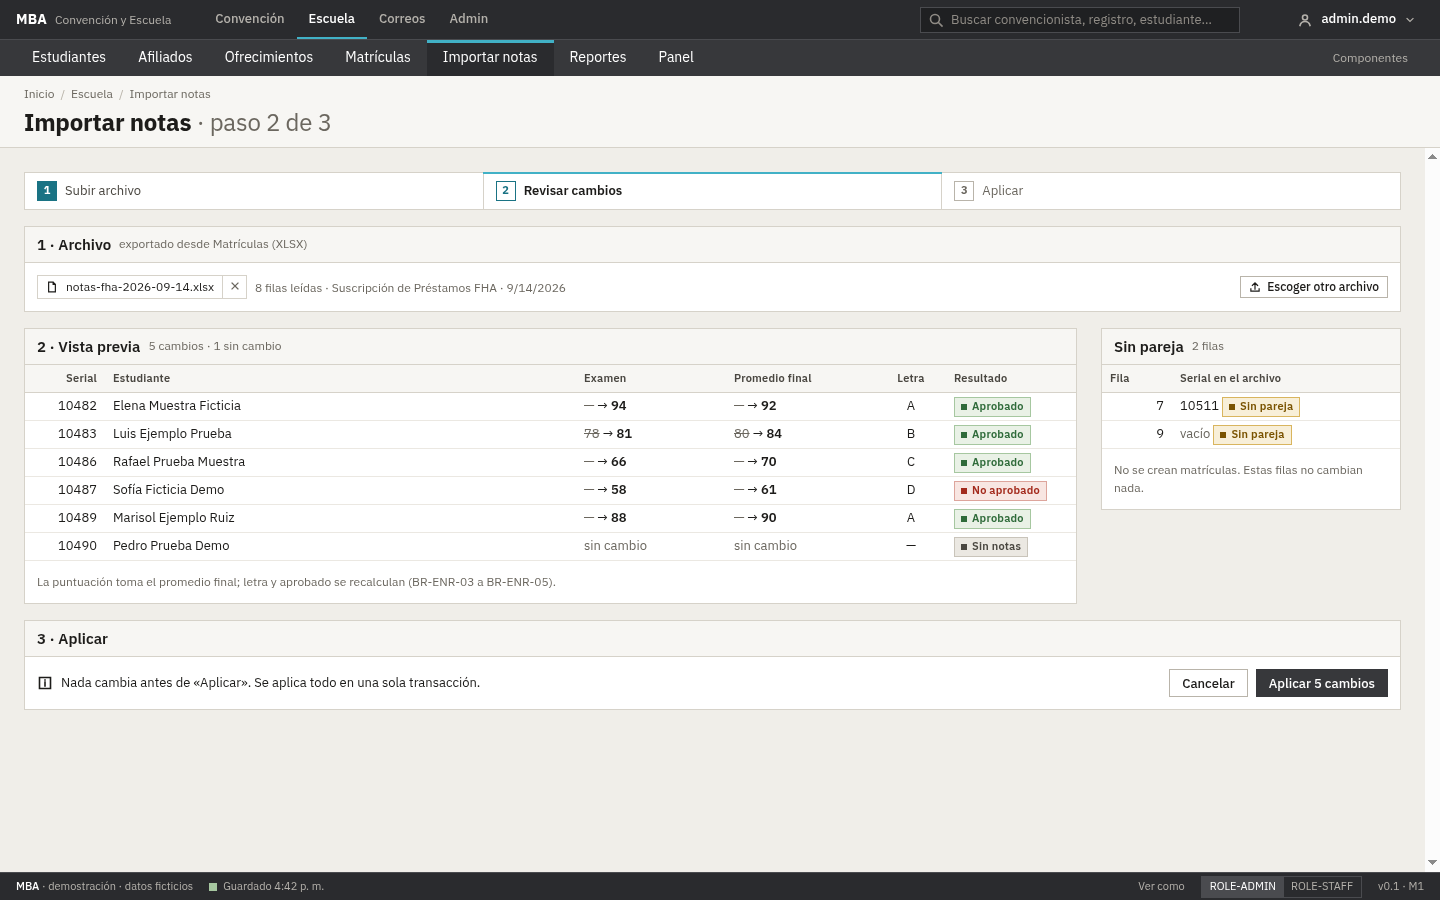 MBA Convención y Escuela Convención Escuela Correos Admin Buscar convencionista, registro, estudiante... admin.demo
Estudiantes Afiliados Ofrecimientos Matrículas Importar notas Reportes Panel Componentes
Inicio / Escuela / Importar notas
Importar notas · paso 2 de 3
1 Subir archivo 2 Revisar cambios 3 Aplicar
1 · Archivo exportado desde Matrículas (XLSX)
notas-fha-2026-09-14.xlsx × 8 filas leídas · Suscripción de Préstamos FHA · 9/14/2026 Escoger otro archivo
2 · Vista previa 5 cambios · 1 sin cambio
Serial Estudiante Examen Promedio final Letra Resultado
10482 Elena Muestra Ficticia — → 94 — → 92 A Aprobado
10483 Luis Ejemplo Prueba 78 → 81 80 → 84 B Aprobado
10486 Rafael Prueba Muestra — → 66 — → 70 C Aprobado
10487 Sofía Ficticia Demo — → 58 — → 61 D No aprobado
10489 Marisol Ejemplo Ruiz — → 88 — → 90 A Aprobado
10490 Pedro Prueba Demo sin cambio sin cambio — Sin notas
La puntuación toma el promedio final; letra y aprobado se recalculan (BR-ENR-03 a BR-ENR-05).
Sin pareja 2 filas
Fila Serial en el archivo
7 10511 Sin pareja
9 vacío Sin pareja
No se crean matrículas. Estas filas no cambian
nada.
3 · Aplicar
Nada cambia antes de «Aplicar». Se aplica todo en una sola transacción. Cancelar Aplicar 5 cambios
MBA · demostración · datos ficticios Guardado 4:42 p. m. Ver como ROLE-ADMIN ROLE-STAFF v0.1 · M1